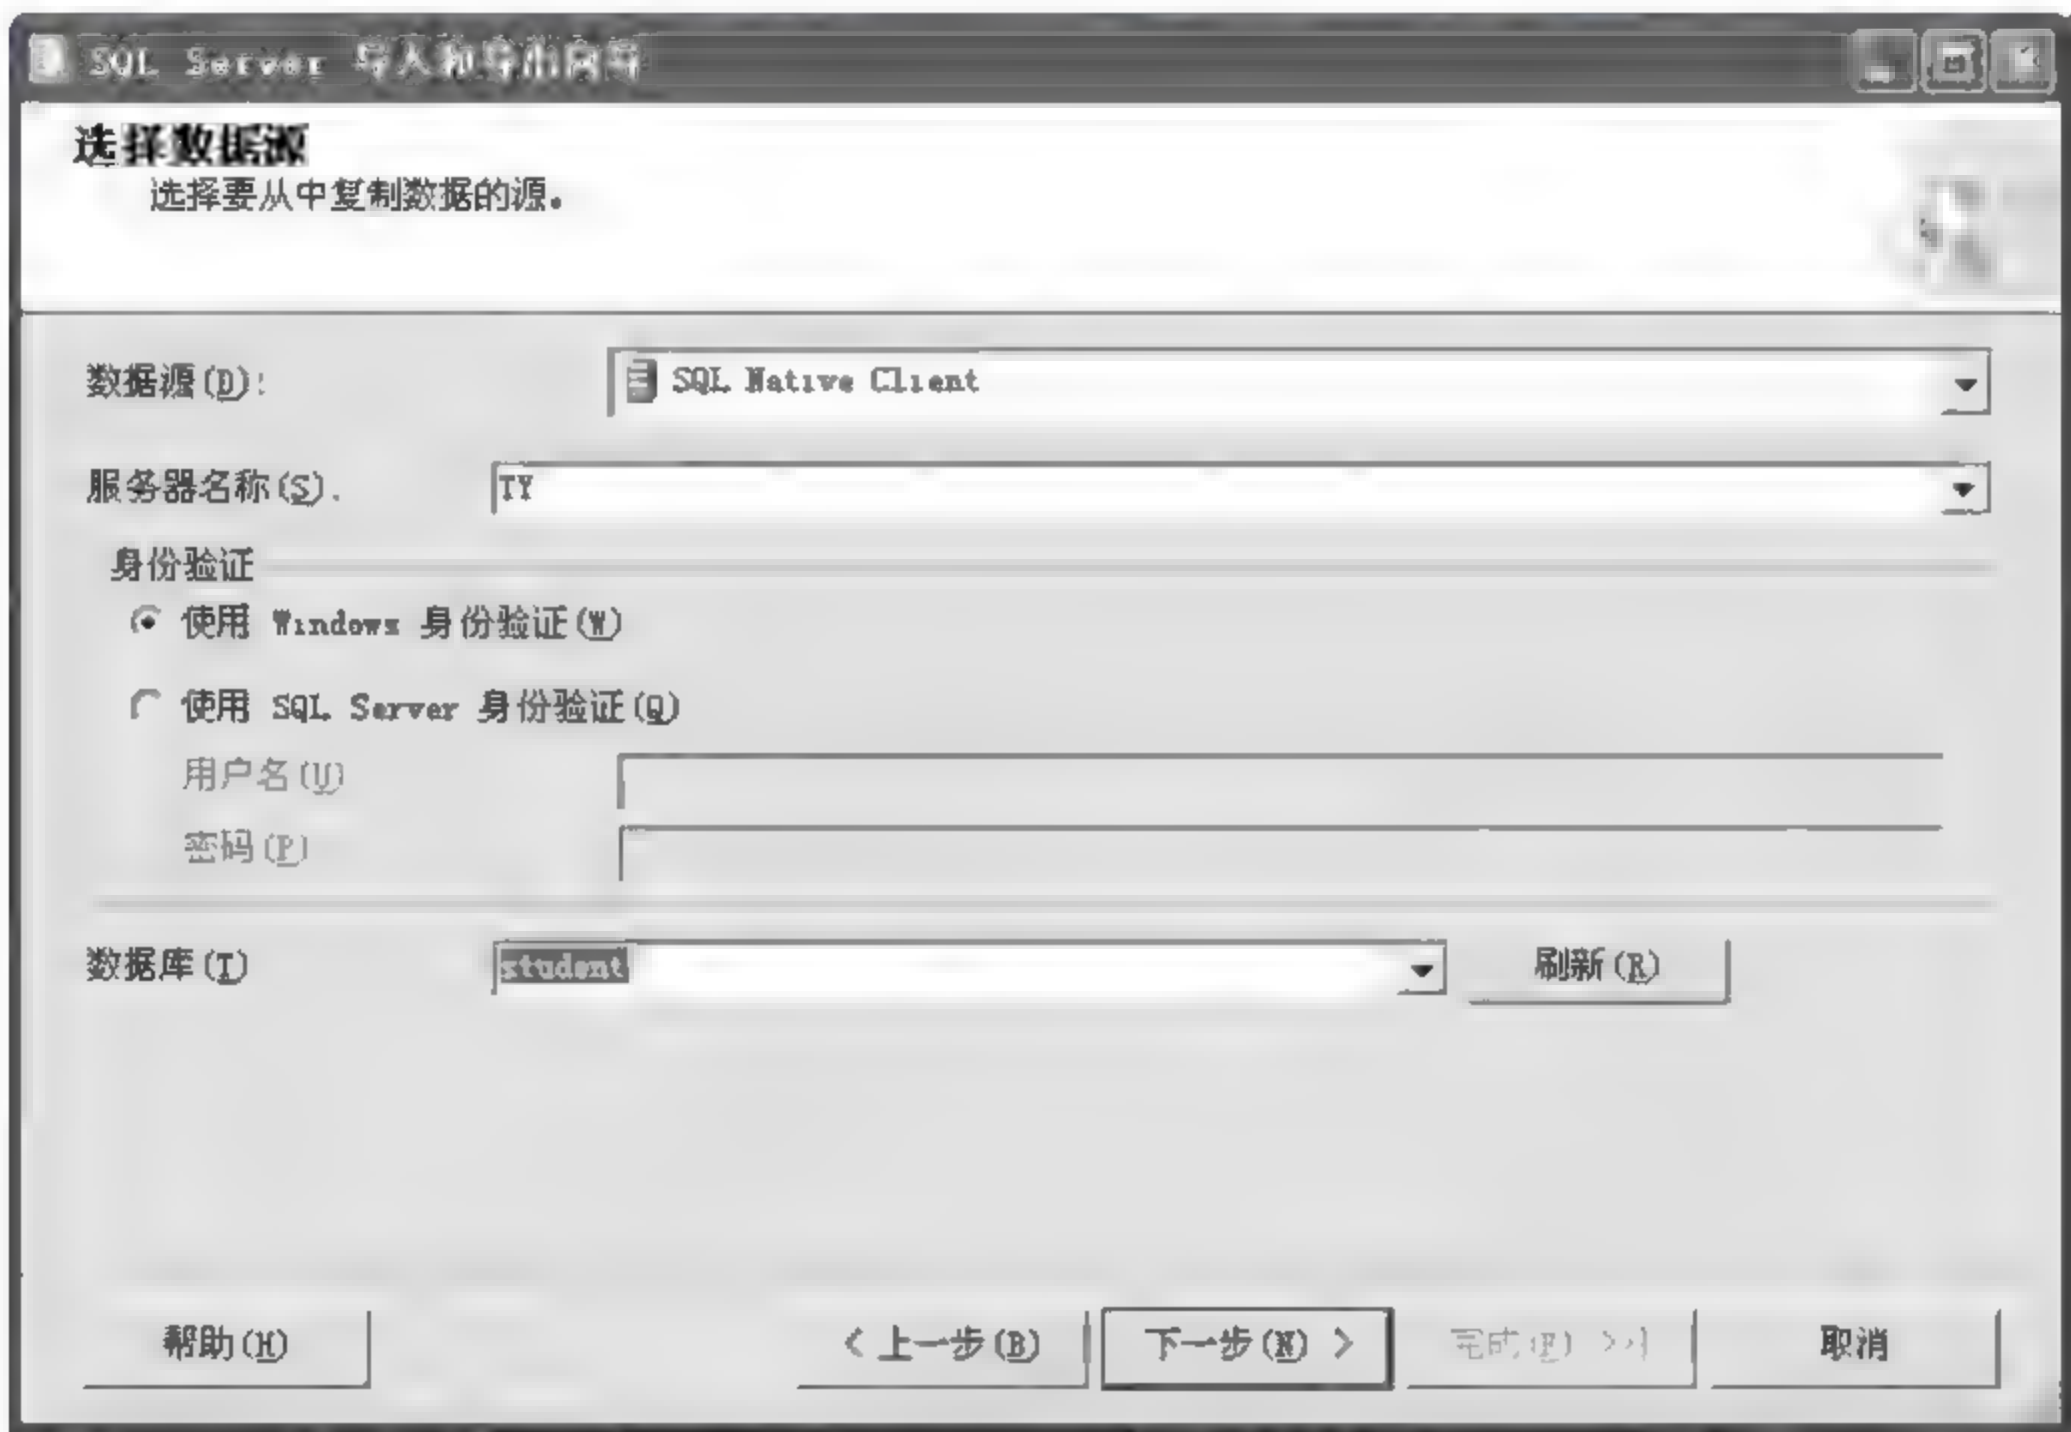 SQL Server 导入和导出向导
选择数据源
选择要从中复制数据的源。
数据源(D):
SQL Native Client
服务器名称(S).
TY
身份验证
使用 Windows 身份验证(W)
使用 SQL Server 身份验证(Q)
用户名(U)
密码(P)
数据库(T)
student
刷新(R)
帮助(H)
< 上一步(B)
下一步(N) >
完成(F) >>|
取消